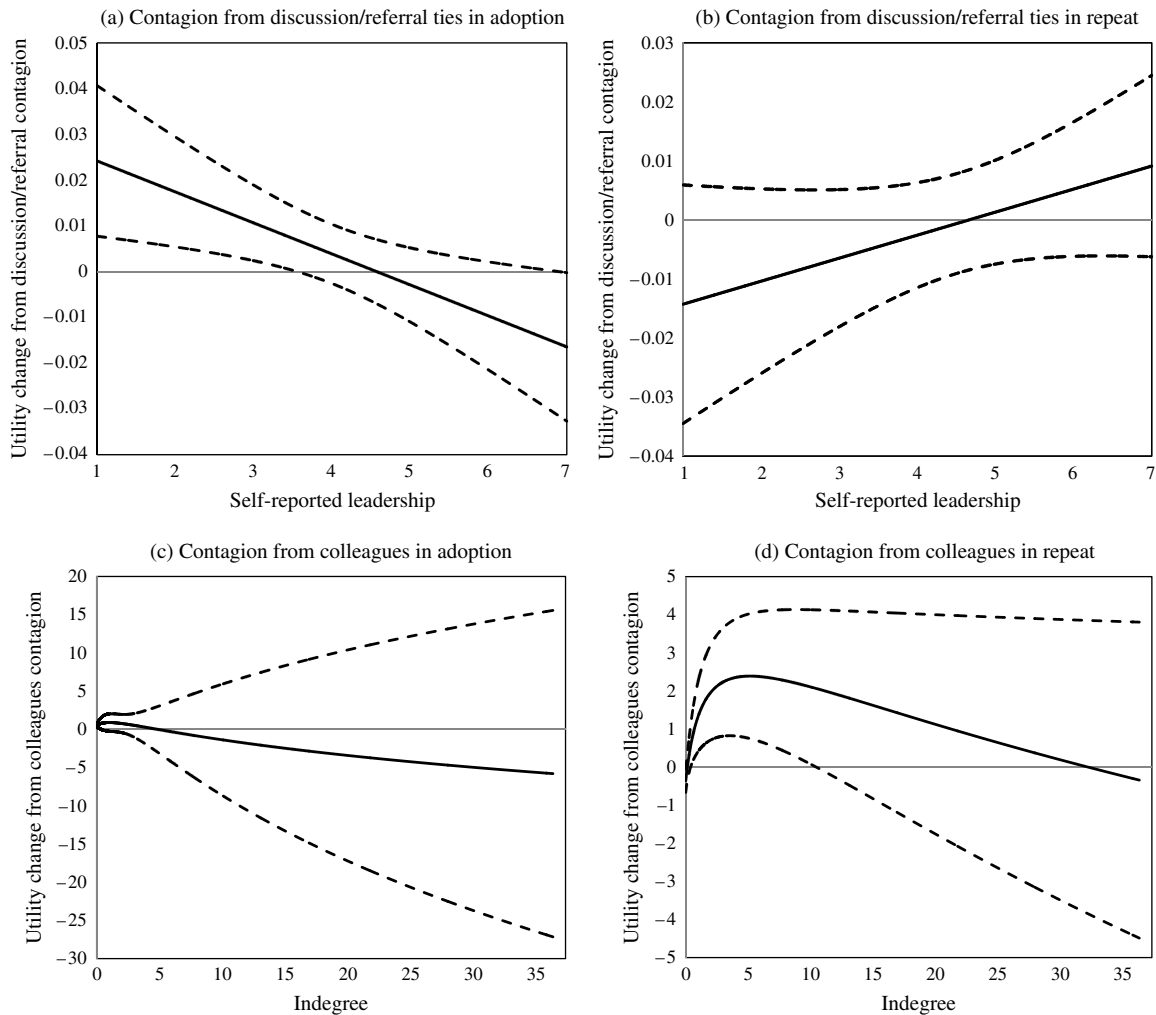 (a) Contagion from discussion/referral ties in adoption
Utility change from discussion/referral contagion
0.05
0.04
0.03
0.02
0.01
0
−0.01
−0.02
−0.03
−0.04
1 2 3 4 5 6 7
Self-reported leadership
(b) Contagion from discussion/referral ties in repeat
Utility change from discussion/referral contagion
0.03
0.02
0.01
0
−0.01
−0.02
−0.03
−0.04
1 2 3 4 5 6 7
Self-reported leadership
(c) Contagion from colleagues in adoption
Utility change from colleagues contagion
20
15
10
5
0
−5
−10
−15
−20
−25
−30
0 5 10 15 20 25 30 35
Indegree
(d) Contagion from colleagues in repeat
Utility change from colleagues contagion
5
4
3
2
1
0
−1
−2
−3
−4
−5
0 5 10 15 20 25 30 35
Indegree